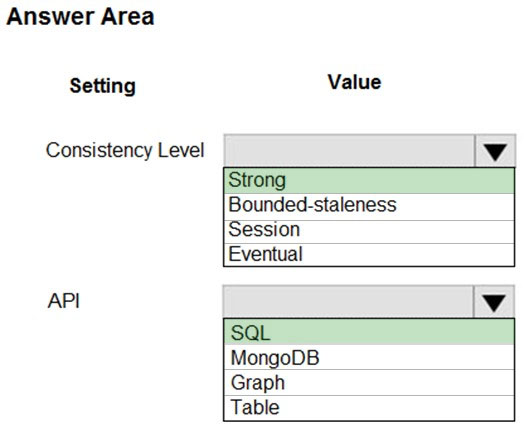 Answer Area
Setting Value
Consistency Level
Strong
Bounded-staleness
Session
Eventual
API
SQL
MongoDB
Graph
Table